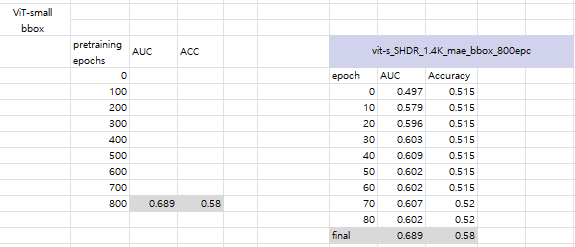 ViT-small
bbox
pretraining epochs AUC ACC
0
100
200
300
400
500
600
700
800 0.689 0.58
vit-s_SHDR_1.4K_mae_bbox_800epc
epoch AUC Accuracy
0 0.497 0.515
10 0.579 0.515
20 0.596 0.515
30 0.603 0.515
40 0.609 0.515
50 0.602 0.515
60 0.602 0.515
70 0.607 0.52
80 0.602 0.52
final 0.689 0.58